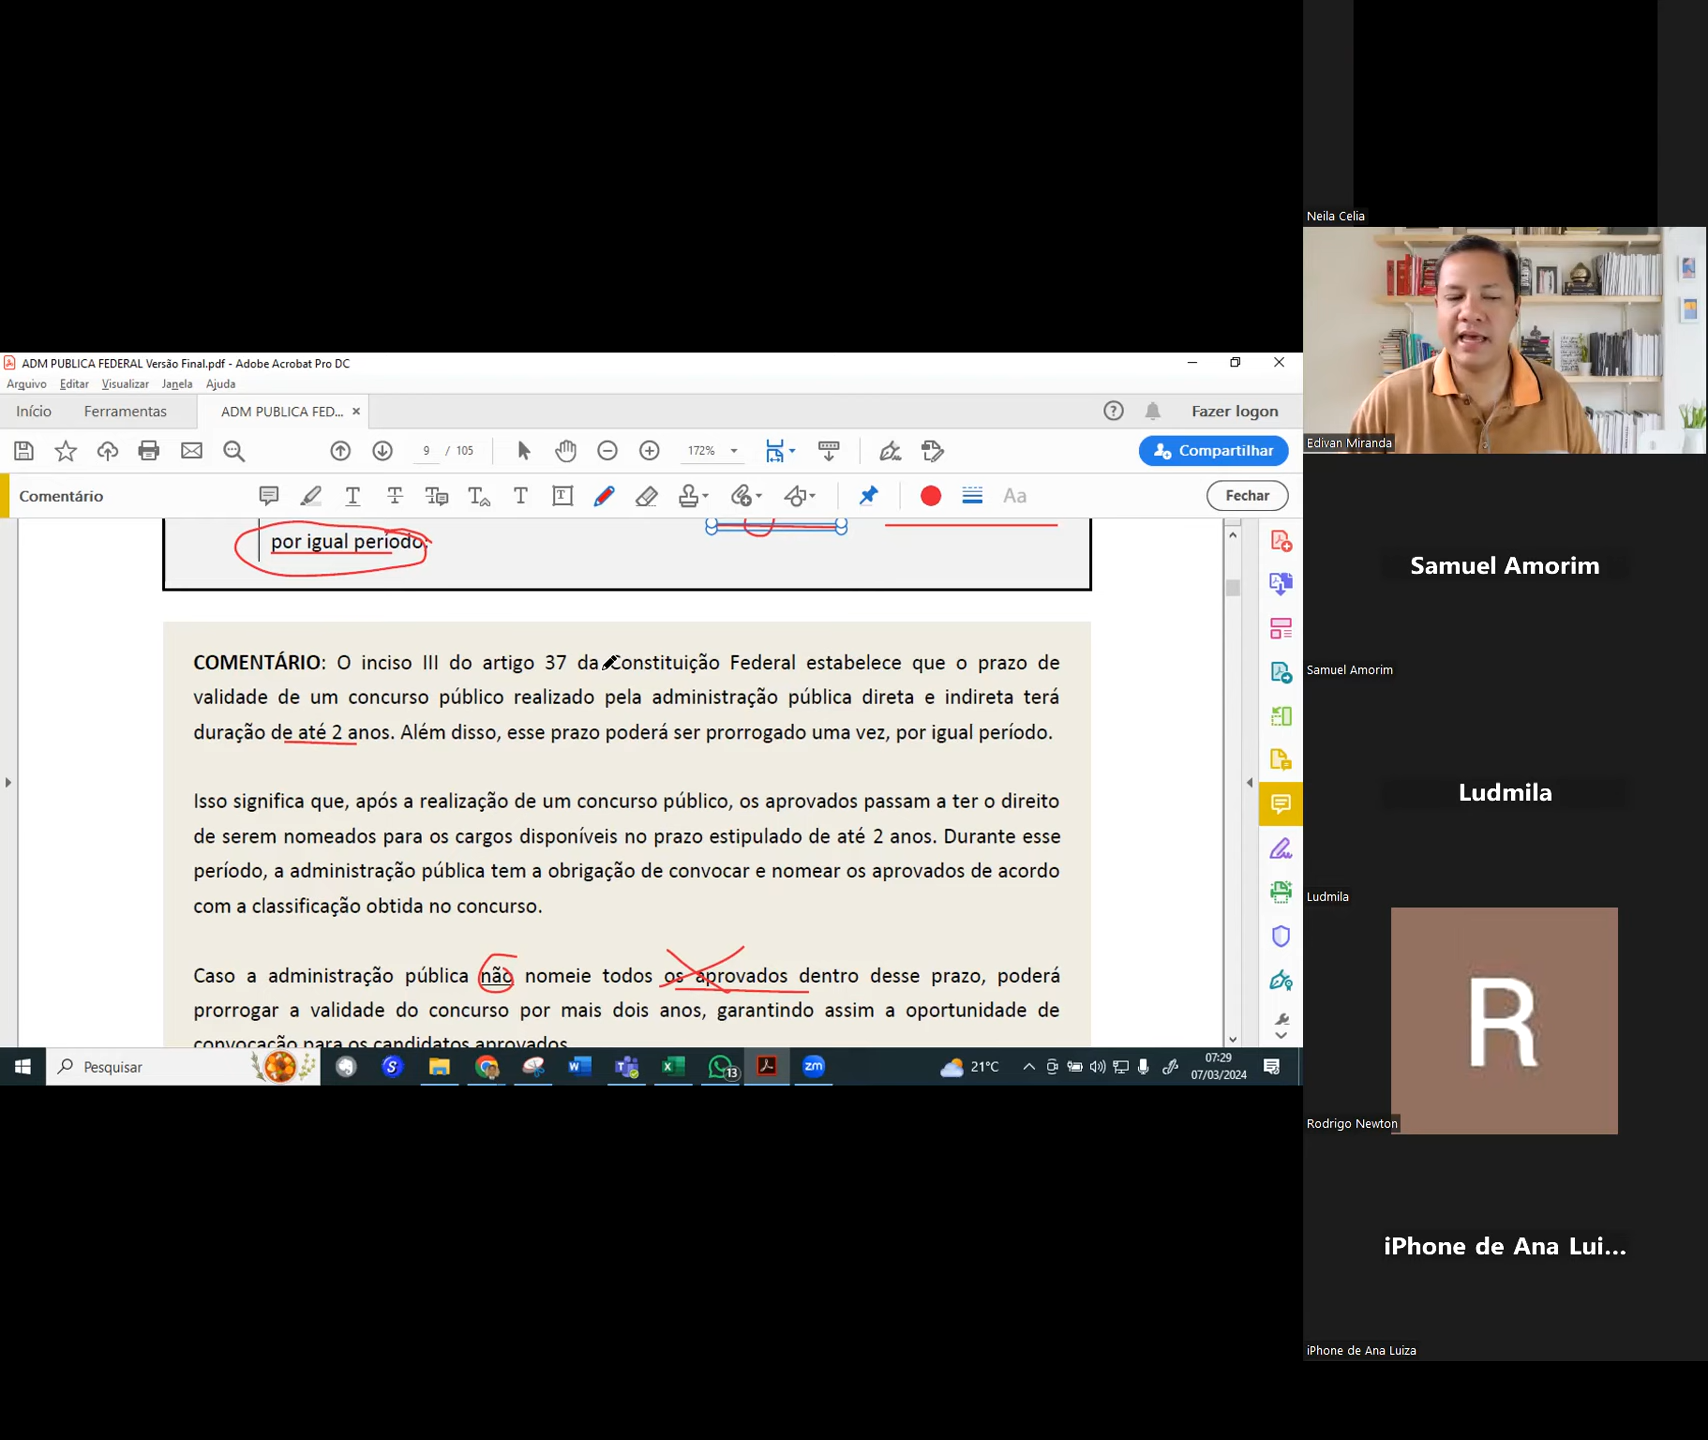 Neila Celia
ADM PUBLICA FEDERAL Versão Final.pdf - Adobe Acrobat Pro DC
Arquivo Editar Visualizar Janela Ajuda
Início Ferramentas ADM PUBLICA FED... Fazer logon
9 / 105 172% Compartilhar
Comentário Aa Fechar
por igual período.
COMENTÁRIO: O inciso III do artigo 37 da Constituição Federal estabelece que o prazo de
validade de um concurso público realizado pela administração pública direta e indireta terá
duração de até 2 anos. Além disso, esse prazo poderá ser prorrogado uma vez, por igual período.
Isso significa que, após a realização de um concurso público, os aprovados passam a ter o direito
de serem nomeados para os cargos disponíveis no prazo estipulado de até 2 anos. Durante esse
período, a administração pública tem a obrigação de convocar e nomear os aprovados de acordo
com a classificação obtida no concurso.
Caso a administração pública não nomeie todos os aprovados dentro desse prazo, poderá
prorrogar a validade do concurso por mais dois anos, garantindo assim a oportunidade de
convocação para os candidatos aprovados.
Pesquisar
13
zm
21°C
07:29
07/03/2024
Edivan Miranda
Samuel Amorim
Samuel Amorim
Ludmila
Ludmila
R
Rodrigo Newton
iPhone de Ana Lui...
iPhone de Ana Luiza